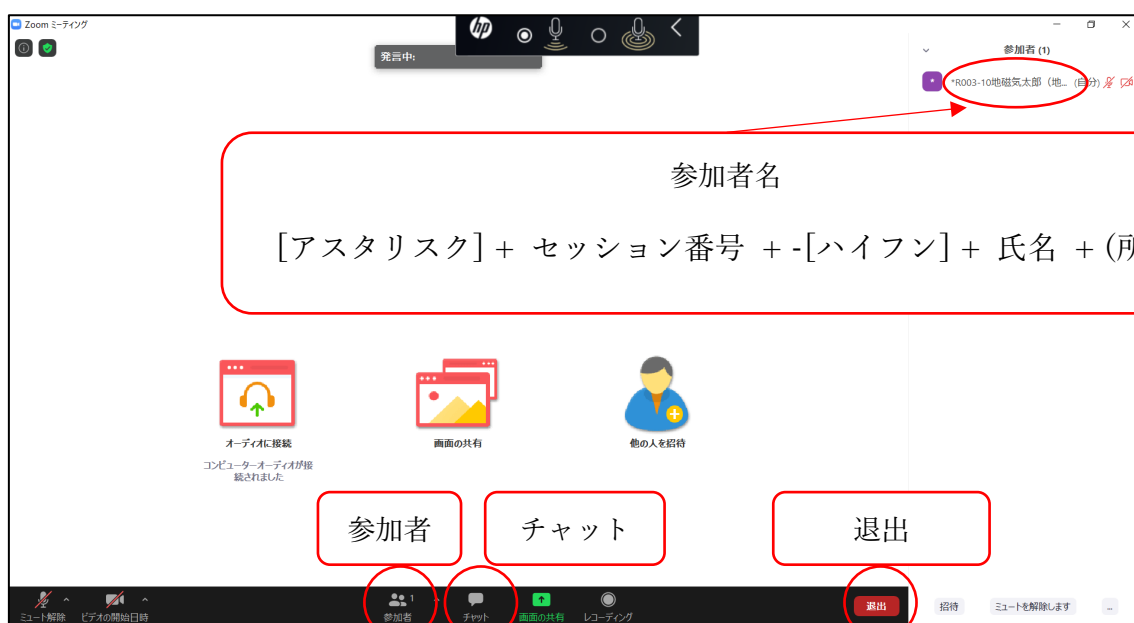 Zoom ミーティング
hp
発言中:
参加者 (1)
*R003-10地磁気太郎（地... (自分)
参加者名
[アスタリスク] + セッション番号 + -[ハイフン] + 氏名 + (所
オーディオに接続
画面の共有
他の人を招待
コンピューターオーディオが接
続されました
参加者
チャット
退出
1
ミュート解除
ビデオの開始日時
参加者
チャット
画面の共有
レコーディング
退出
招待
ミュートを解除します
...